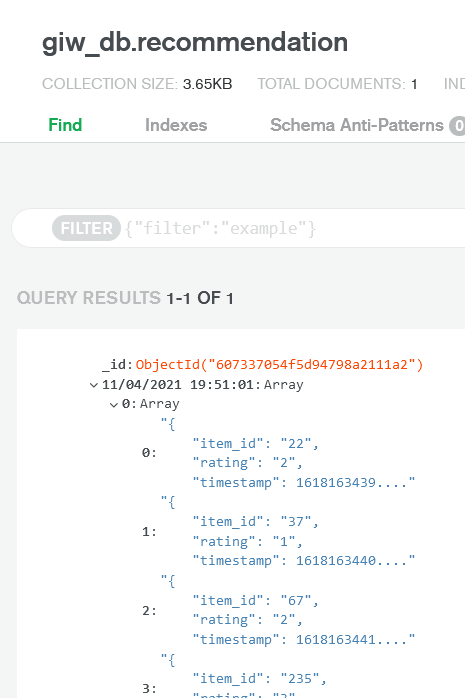 giw_db.recommendation
COLLECTION SIZE: 3.65KB TOTAL DOCUMENTS: 1 IND
Find Indexes Schema Anti-Patterns 0
FILTER {"filter":"example"}
QUERY RESULTS 1-1 OF 1
_id: ObjectId("607337054f5d94798a2111a2")
11/04/2021 19:51:01: Array
0: Array
"{
0: "item_id": "22",
"rating": "2",
"timestamp": 1618163439...."
"{
"item_id": "37",
1: "rating": "1",
"timestamp": 1618163440...."
"{
"item_id": "67",
2: "rating": "2",
"timestamp": 1618163441...."
"{
"item_id": "235",
3: "rating": "3"